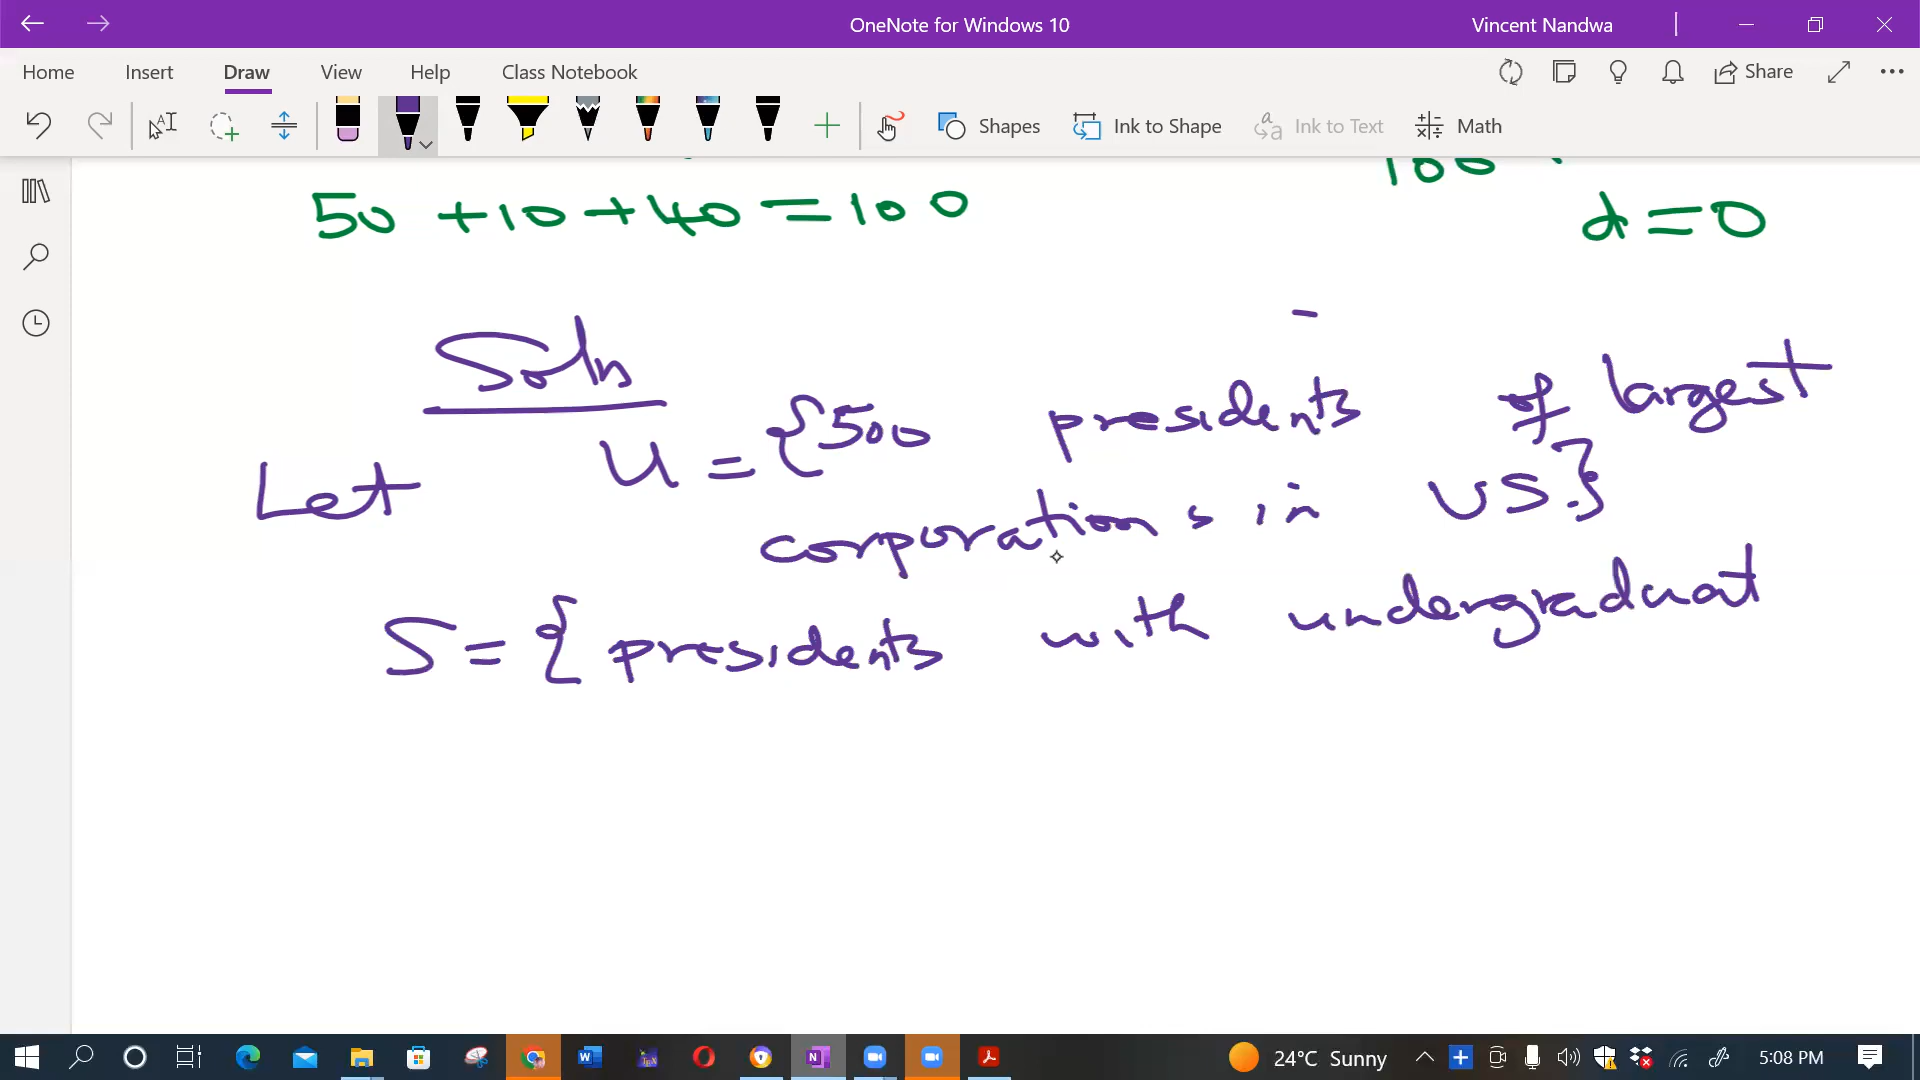 OneNote for Windows 10
Vincent Nandwa
Home Insert Draw View Help Class Notebook
Share
Shapes Ink to Shape Ink to Text Math
50 + 10 + 40 = 100
100
d = 0
Soln
Let U = {500 presidents of largest
corporations in US.}
S = { presidents with undergraduat
24°C Sunny
5:08 PM